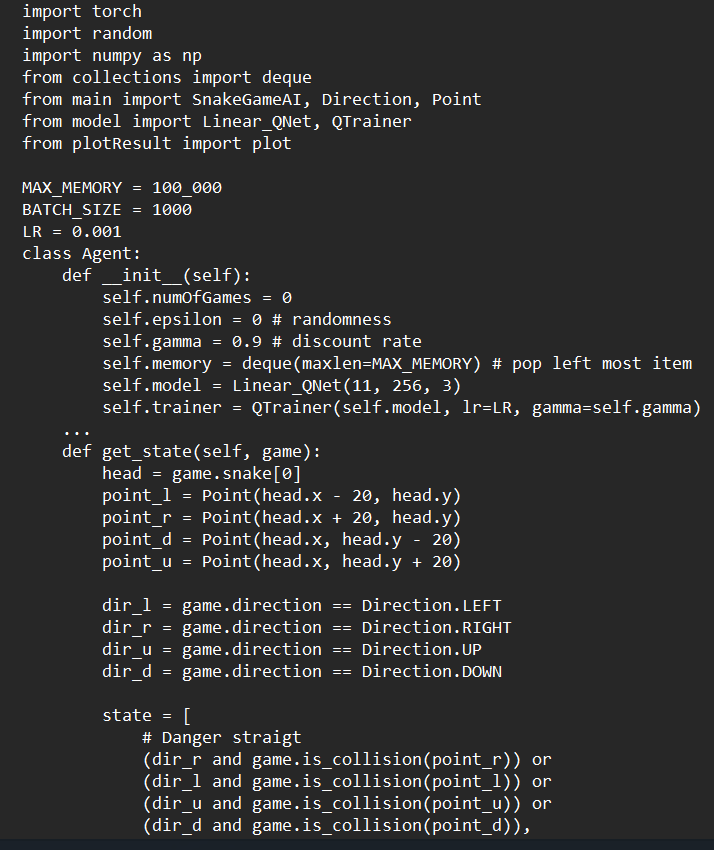 import torch
import random
import numpy as np
from collections import deque
from main import SnakeGameAI, Direction, Point
from model import Linear_QNet, QTrainer
from plotResult import plot

MAX_MEMORY = 100_000
BATCH_SIZE = 1000
LR = 0.001
class Agent:
    def __init__(self):
        self.numOfGames = 0
        self.epsilon = 0 # randomness
        self.gamma = 0.9 # discount rate
        self.memory = deque(maxlen=MAX_MEMORY) # pop left most item
        self.model = Linear_QNet(11, 256, 3)
        self.trainer = QTrainer(self.model, lr=LR, gamma=self.gamma)
    ...
    def get_state(self, game):
        head = game.snake[0]
        point_l = Point(head.x - 20, head.y)
        point_r = Point(head.x + 20, head.y)
        point_d = Point(head.x, head.y - 20)
        point_u = Point(head.x, head.y + 20)

        dir_l = game.direction == Direction.LEFT
        dir_r = game.direction == Direction.RIGHT
        dir_u = game.direction == Direction.UP
        dir_d = game.direction == Direction.DOWN

        state = [
            # Danger straigt
            (dir_r and game.is_collision(point_r)) or
            (dir_l and game.is_collision(point_l)) or
            (dir_u and game.is_collision(point_u)) or
            (dir_d and game.is_collision(point_d)),